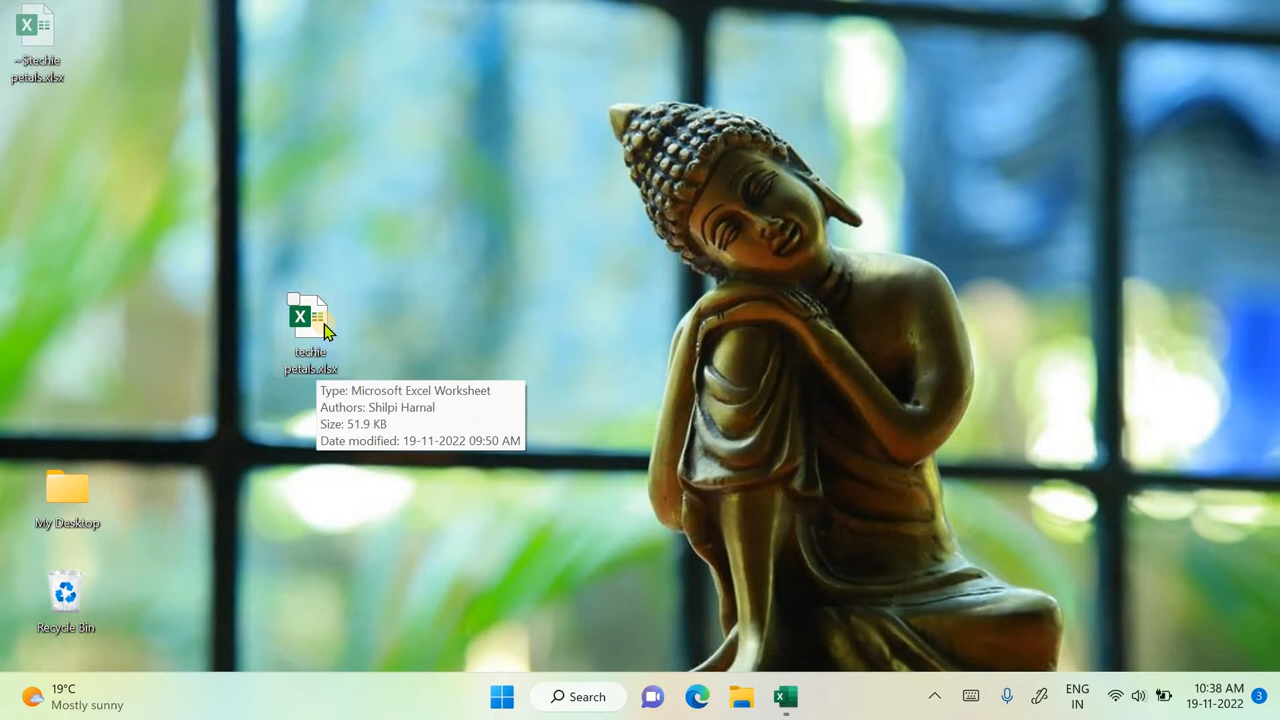 ~$techie
petals.xlsx
techie
petals.xlsx
Type: Microsoft Excel Worksheet
Authors: Shilpi Harnal
Size: 51.9 KB
Date modified: 19-11-2022 09:50 AM
My Desktop
Recycle Bin
19°C
Mostly sunny
Search
ENG
IN
10:38 AM
19-11-2022
3